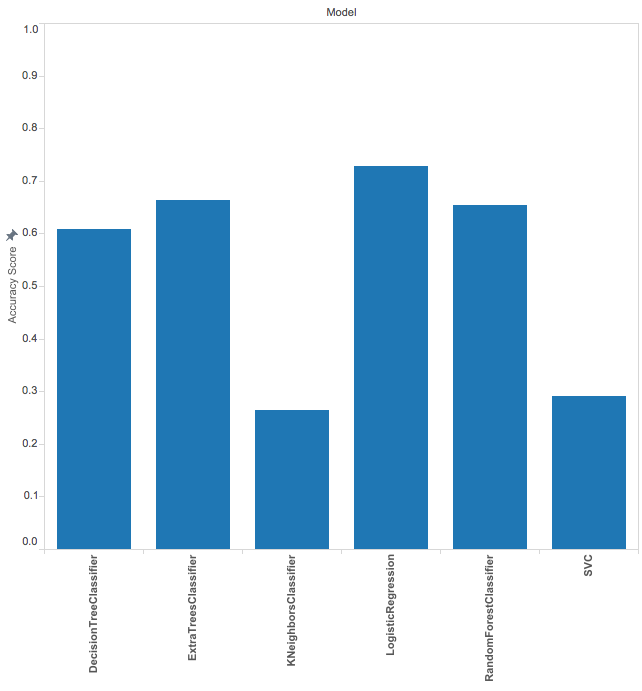 Model
1.0
0.9
0.8
0.7
0.6
0.5
0.4
0.3
0.2
0.1
0.0
Accuracy Score
DecisionTreeClassifier
ExtraTreesClassifier
KNeighborsClassifier
LogisticRegression
RandomForestClassifier
SVC